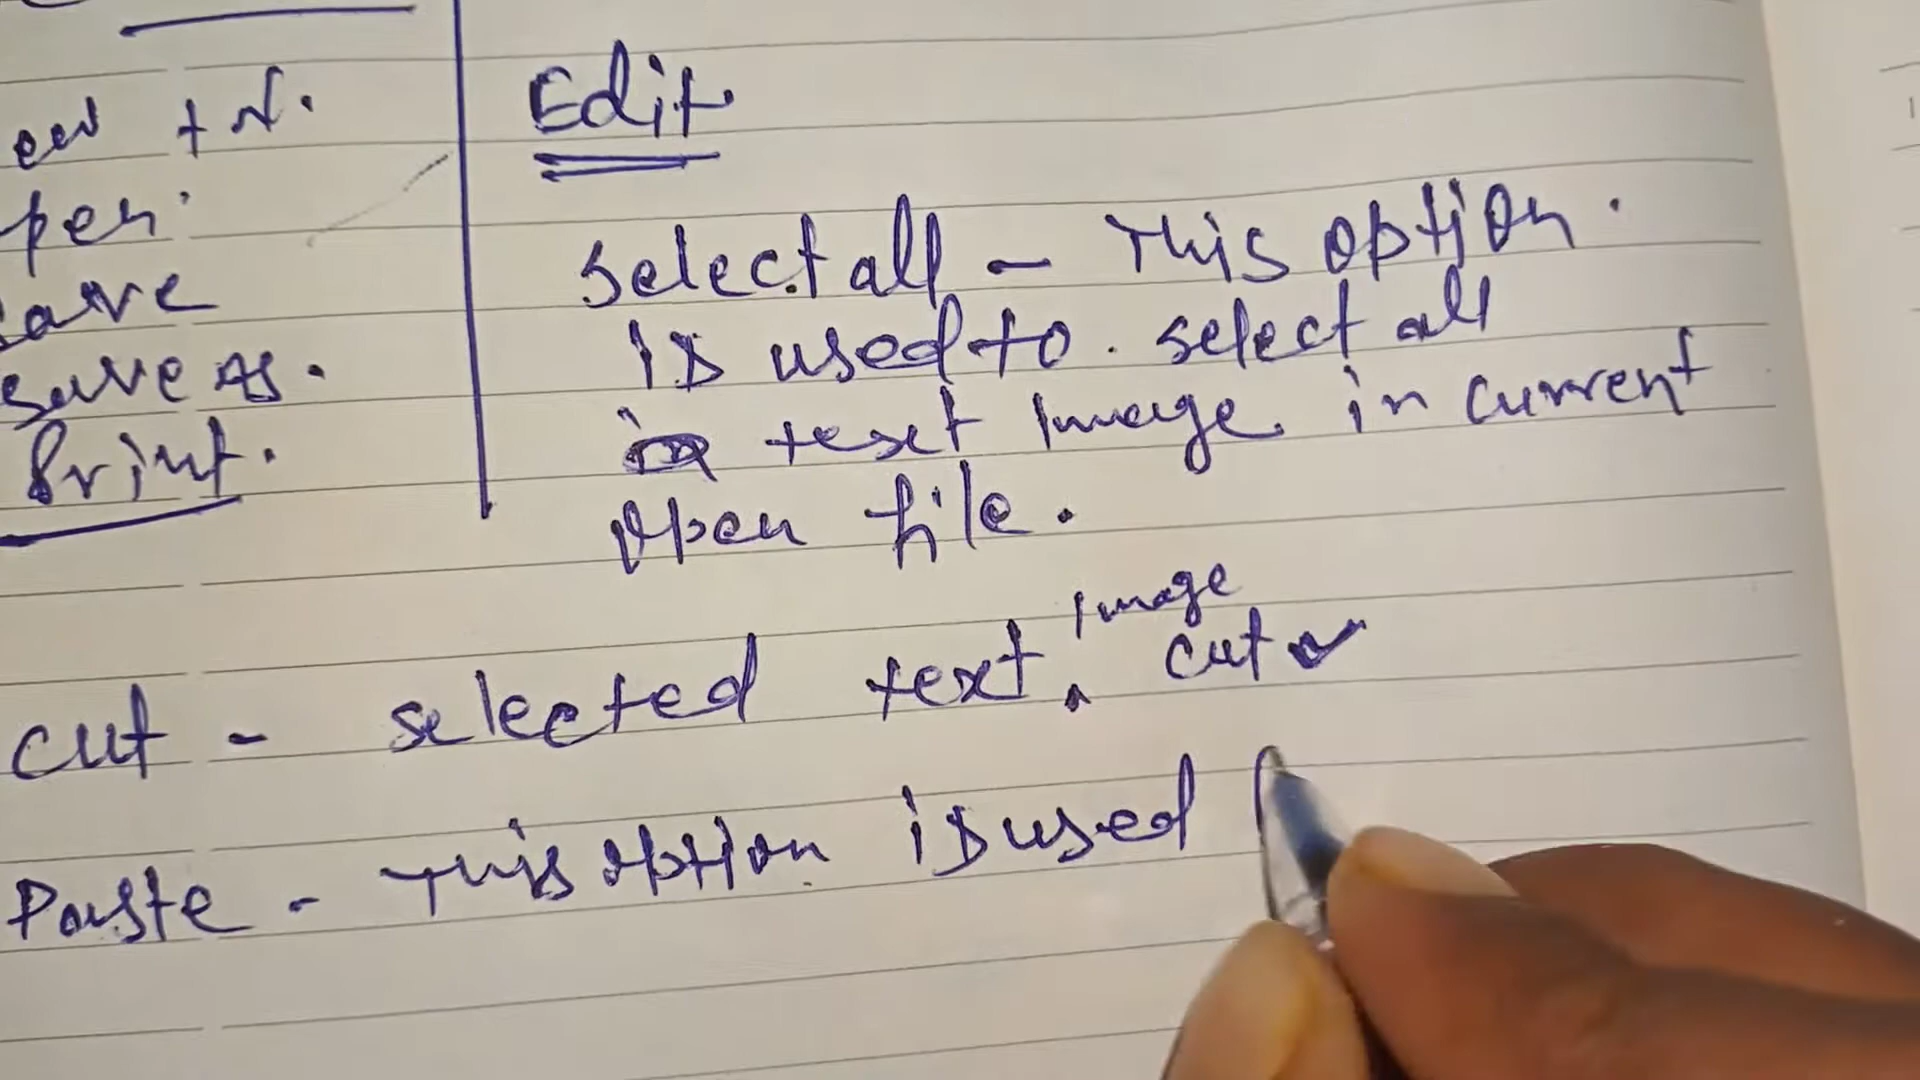 + N.
save
save as.
Print.
Edit
select all - This option.
is used to. select all
text Image in current
open file.
Image
cut - selected text. cut
Paste - This option is used